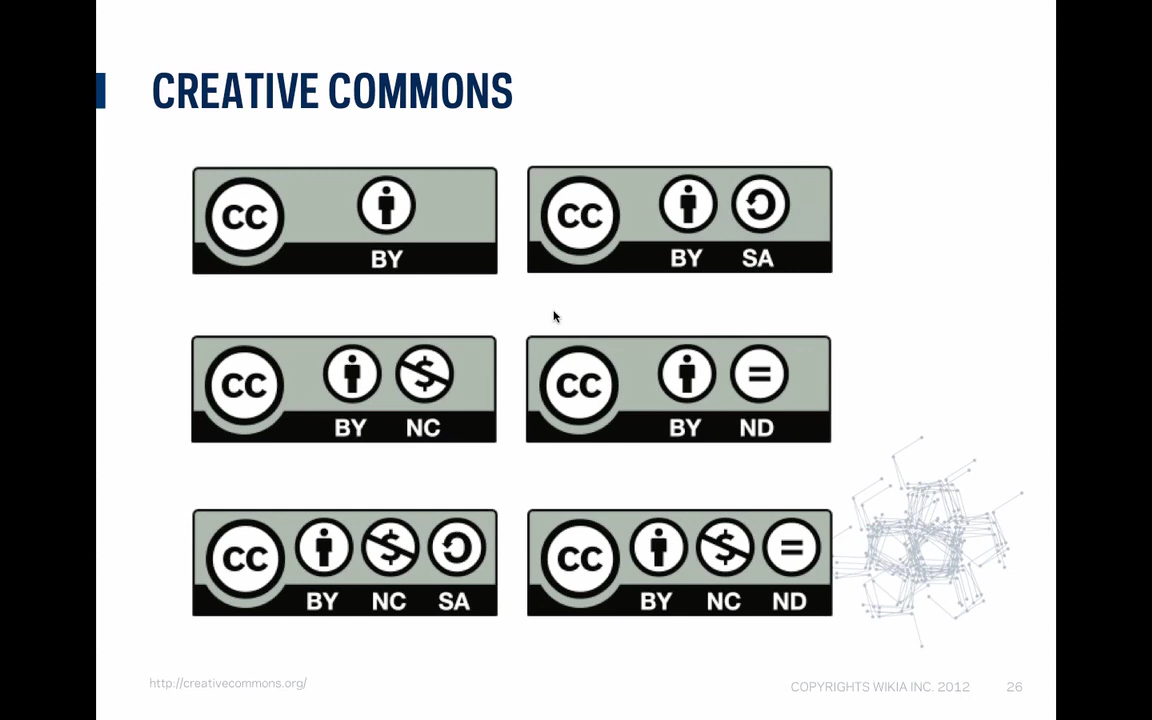 CREATIVE COMMONS
CC BY
CC BY SA
CC BY NC
CC BY ND
CC BY NC SA
CC BY NC ND
http://creativecommons.org/
COPYRIGHTS WIKIA INC. 2012 26